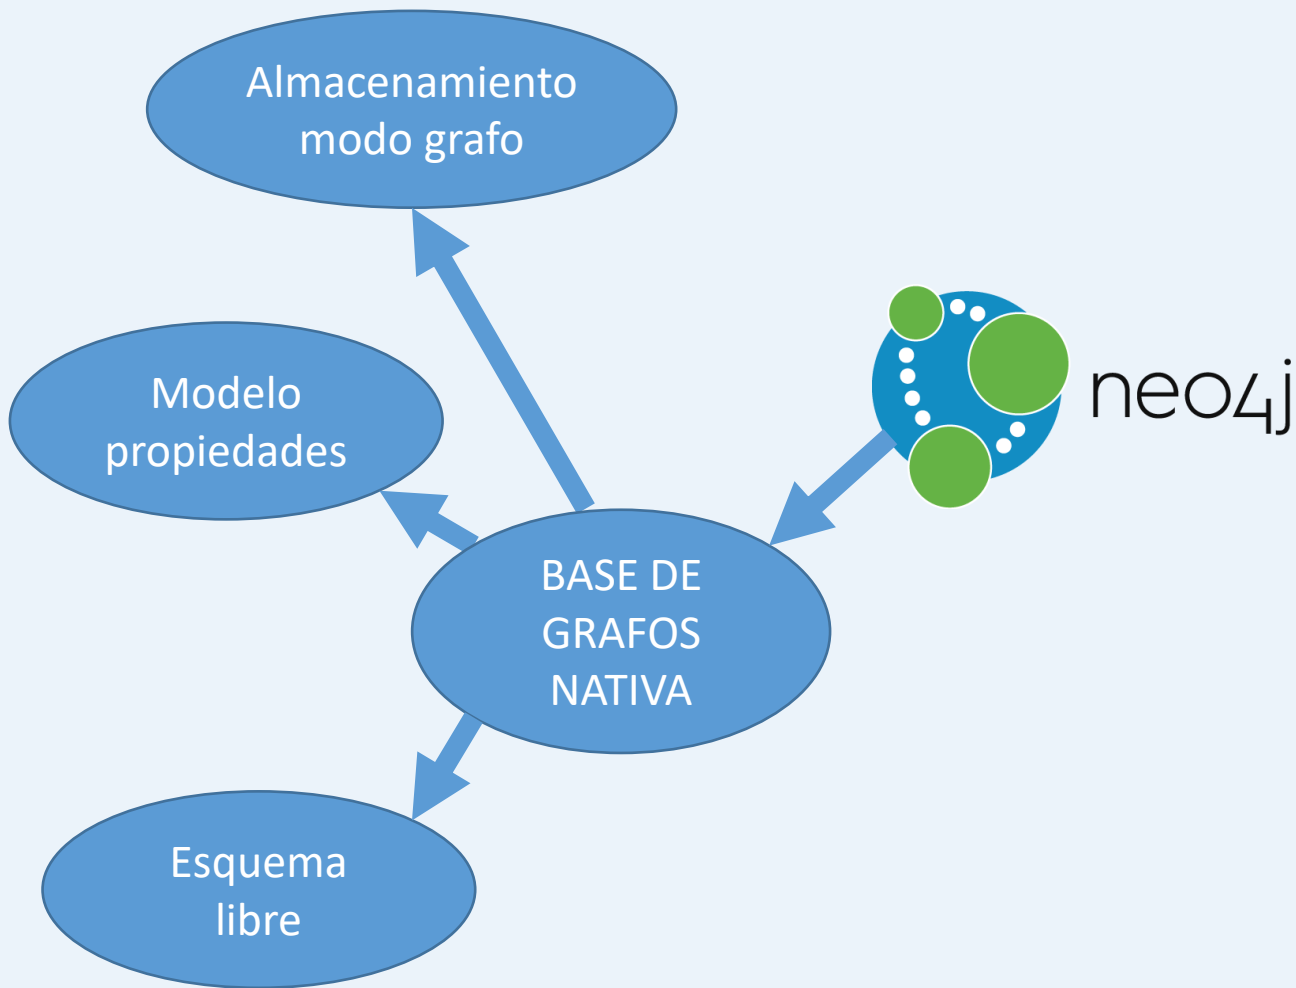 Almacenamiento
modo grafo
Modelo
propiedades
neo4j
BASE DE
GRAFOS
NATIVA
Esquema
libre